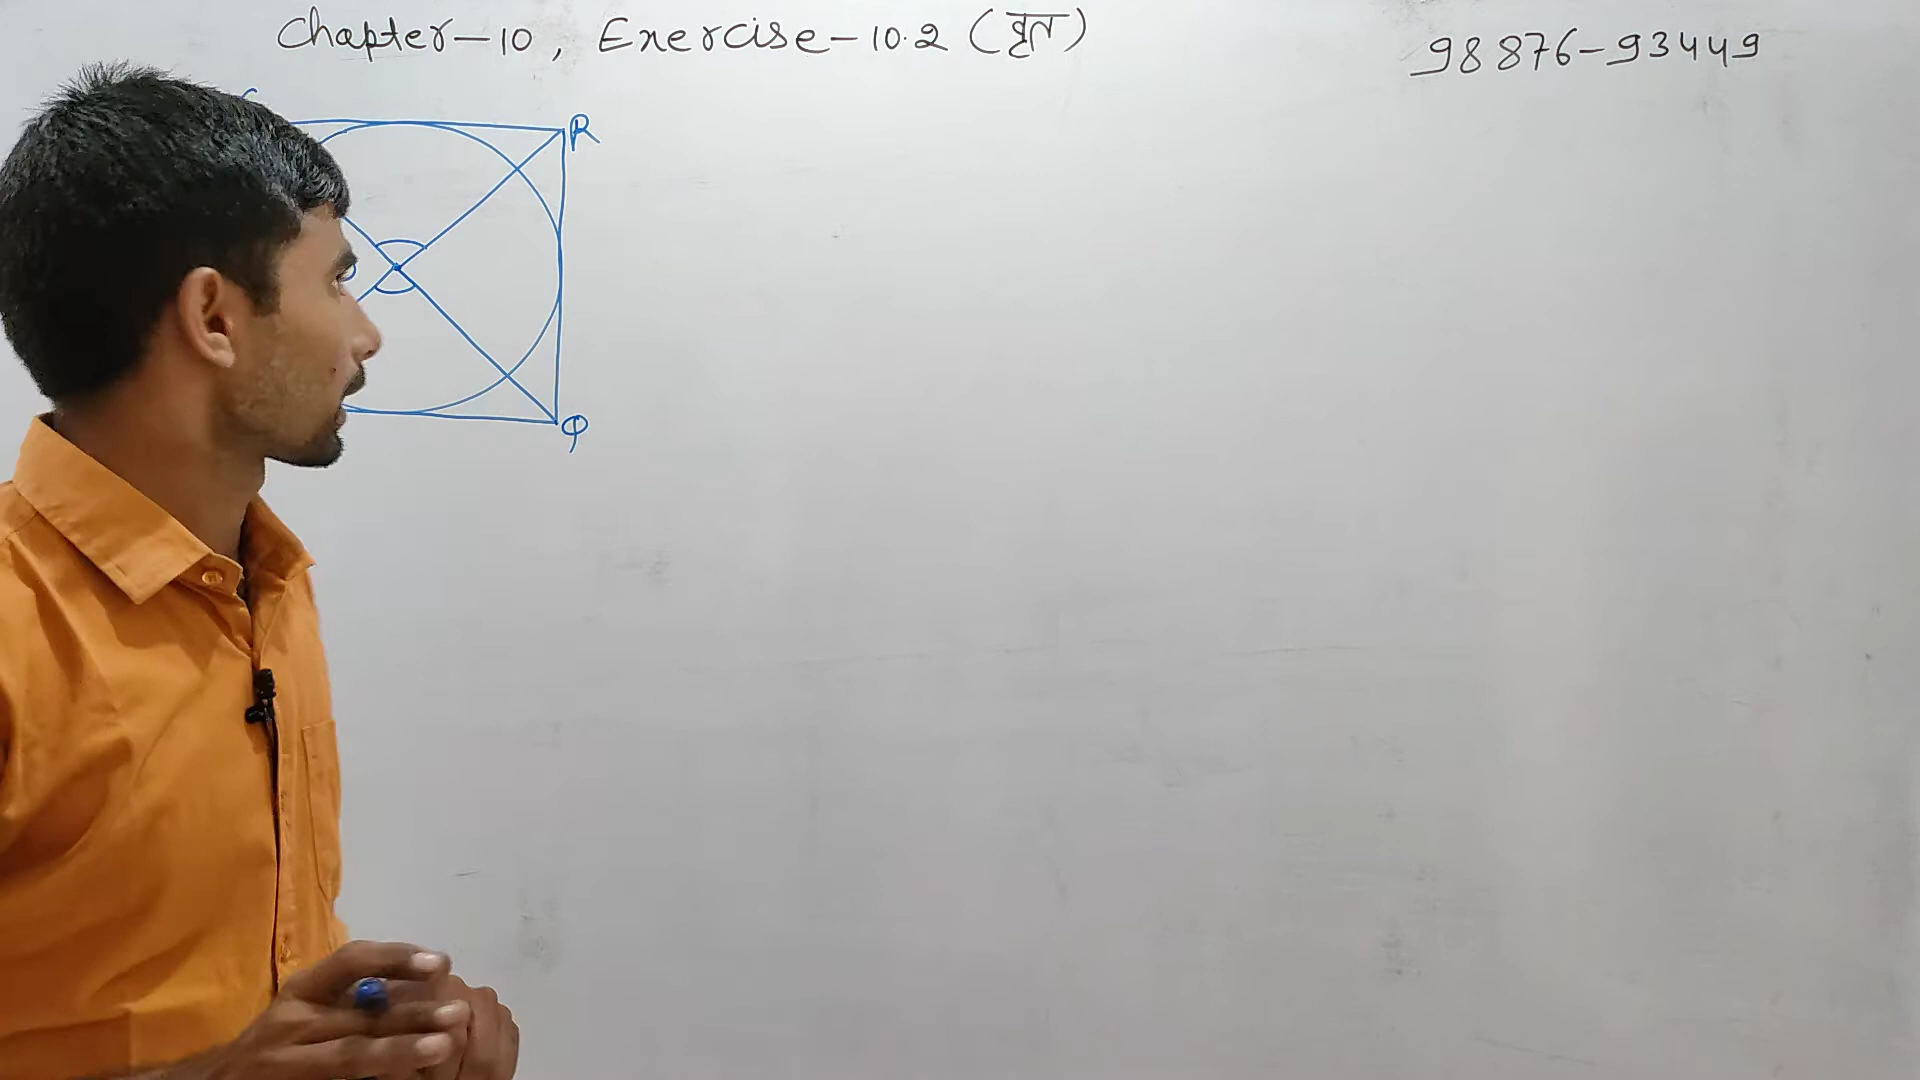 Chapter-10, Exercise-10.2 (वृत)
98876-93449
R
Q